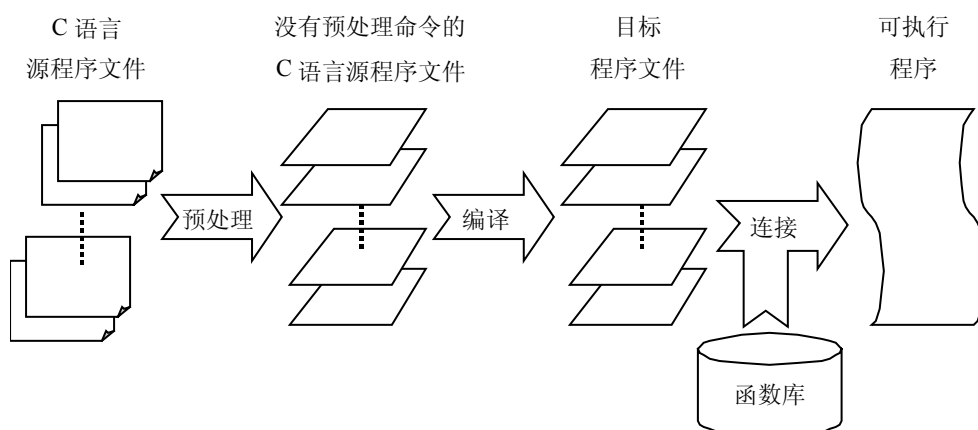 C 语言
源程序文件
没有预处理命令的
C 语言源程序文件
目标
程序文件
可执行
程序
预处理
编译
连接
函数库